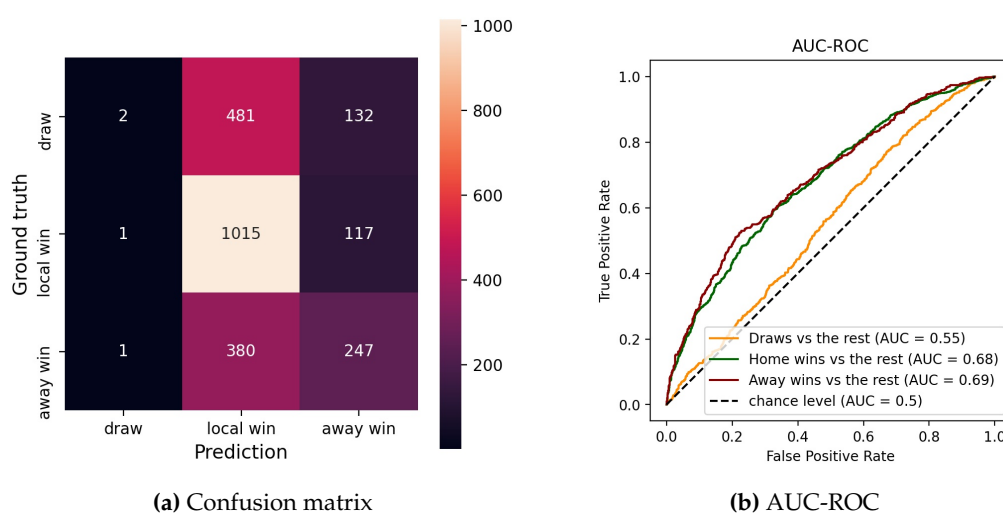 1000
800
600
400
200
Ground truth
draw
local win
away win
2 481 132
1 1015 117
1 380 247
draw local win away win
Prediction
(a) Confusion matrix
AUC-ROC
True Positive Rate
1.0
0.8
0.6
0.4
0.2
0.0
Draws vs the rest (AUC = 0.55)
Home wins vs the rest (AUC = 0.68)
Away wins vs the rest (AUC = 0.69)
chance level (AUC = 0.5)
0.0 0.2 0.4 0.6 0.8 1.0
False Positive Rate
(b) AUC-ROC